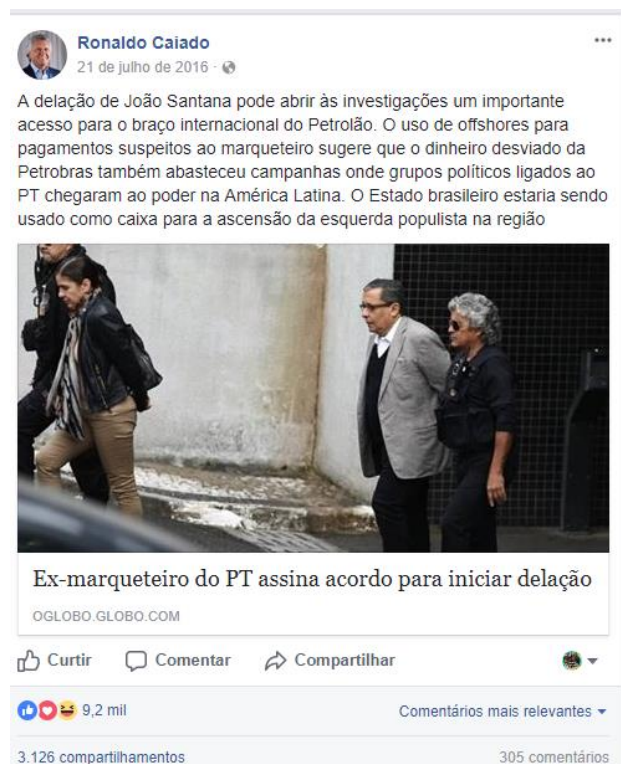 Ronaldo Caiado
21 de julho de 2016 ·
A delação de João Santana pode abrir às investigações um importante
acesso para o braço internacional do Petrolão. O uso de offshores para
pagamentos suspeitos ao marqueteiro sugere que o dinheiro desviado da
Petrobras também abasteceu campanhas onde grupos políticos ligados ao
PT chegaram ao poder na América Latina. O Estado brasileiro estaria sendo
usado como caixa para a ascensão da esquerda populista na região
Ex-marqueteiro do PT assina acordo para iniciar delação
OGLOBO.GLOBO.COM
Curtir Comentar Compartilhar
9,2 mil Comentários mais relevantes
3.126 compartilhamentos 305 comentários